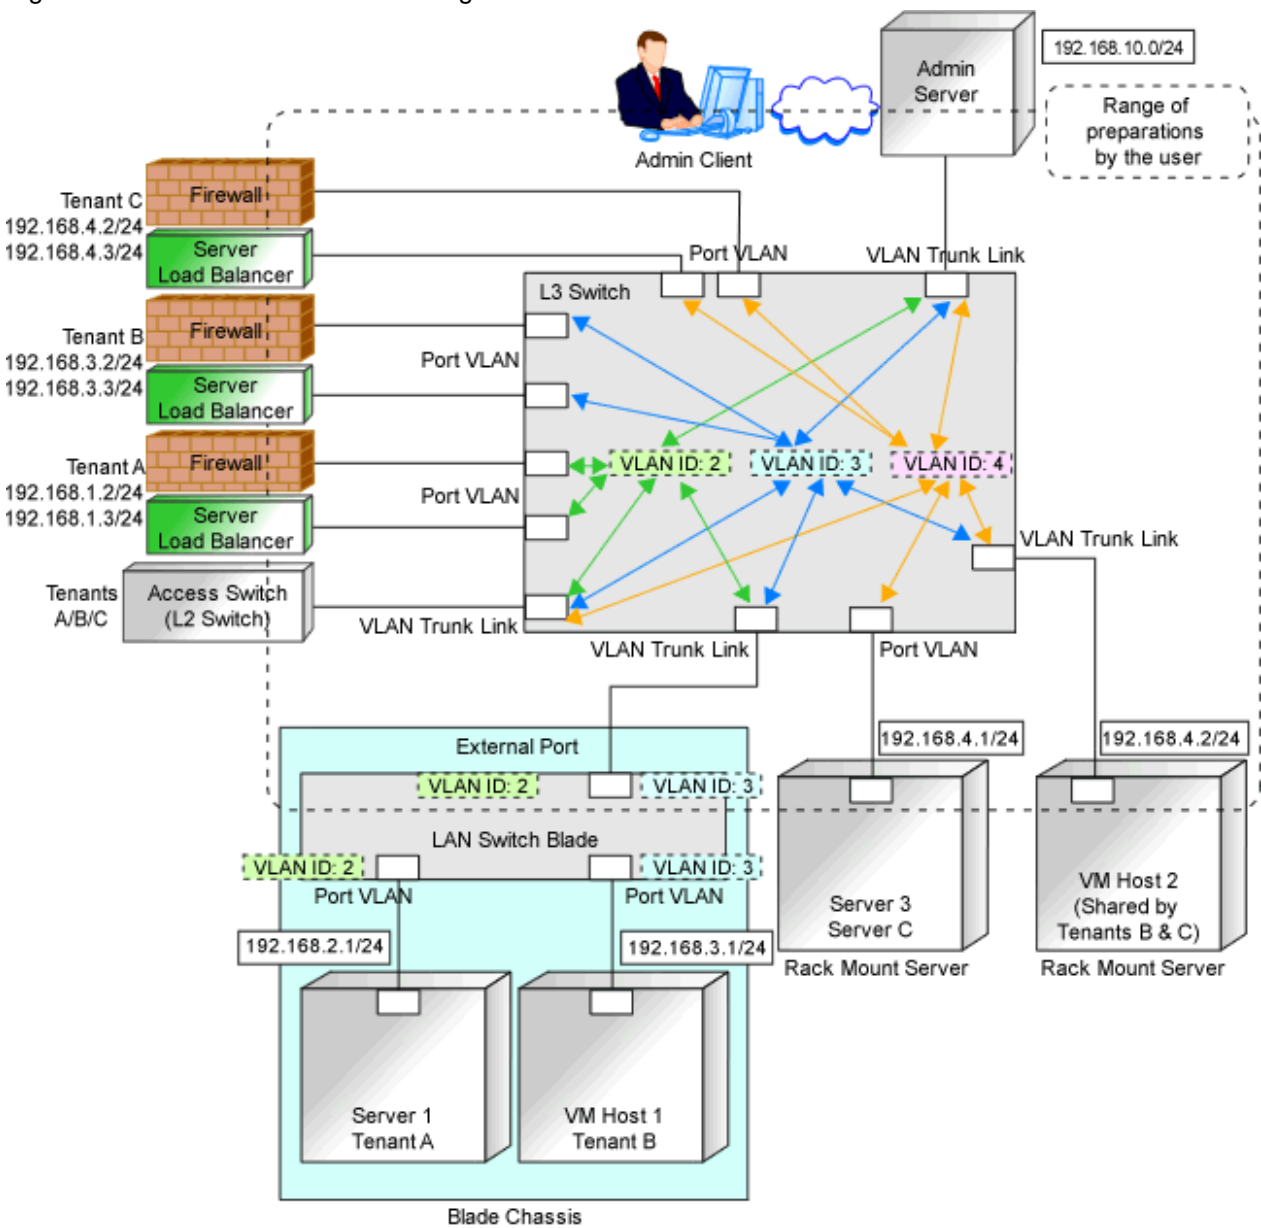 192.168.10.0/24
Admin
Server
Range of
preparations
by the user
Admin Client
Tenant C
192.168.4.2/24
192.168.4.3/24
Firewall
Server
Load Balancer
Port VLAN
VLAN Trunk Link
L3 Switch
Tenant B
192.168.3.2/24
192.168.3.3/24
Firewall
Server
Load Balancer
Port VLAN
Tenant A
192.168.1.2/24
192.168.1.3/24
Firewall
Server
Load Balancer
Port VLAN
VLAN ID: 2
VLAN ID: 3
VLAN ID: 4
VLAN Trunk Link
Tenants
A/B/C
Access Switch
(L2 Switch)
VLAN Trunk Link
VLAN Trunk Link
Port VLAN
192.168.4.1/24
192.168.4.2/24
External Port
VLAN ID: 2
VLAN ID: 3
LAN Switch Blade
VLAN ID: 2
VLAN ID: 3
Port VLAN
Port VLAN
192.168.2.1/24
192.168.3.1/24
Server 3
Server C
Rack Mount Server
VM Host 2
(Shared by
Tenants B & C)
Rack Mount Server
Server 1
Tenant A
VM Host 1
Tenant B
Blade Chassis